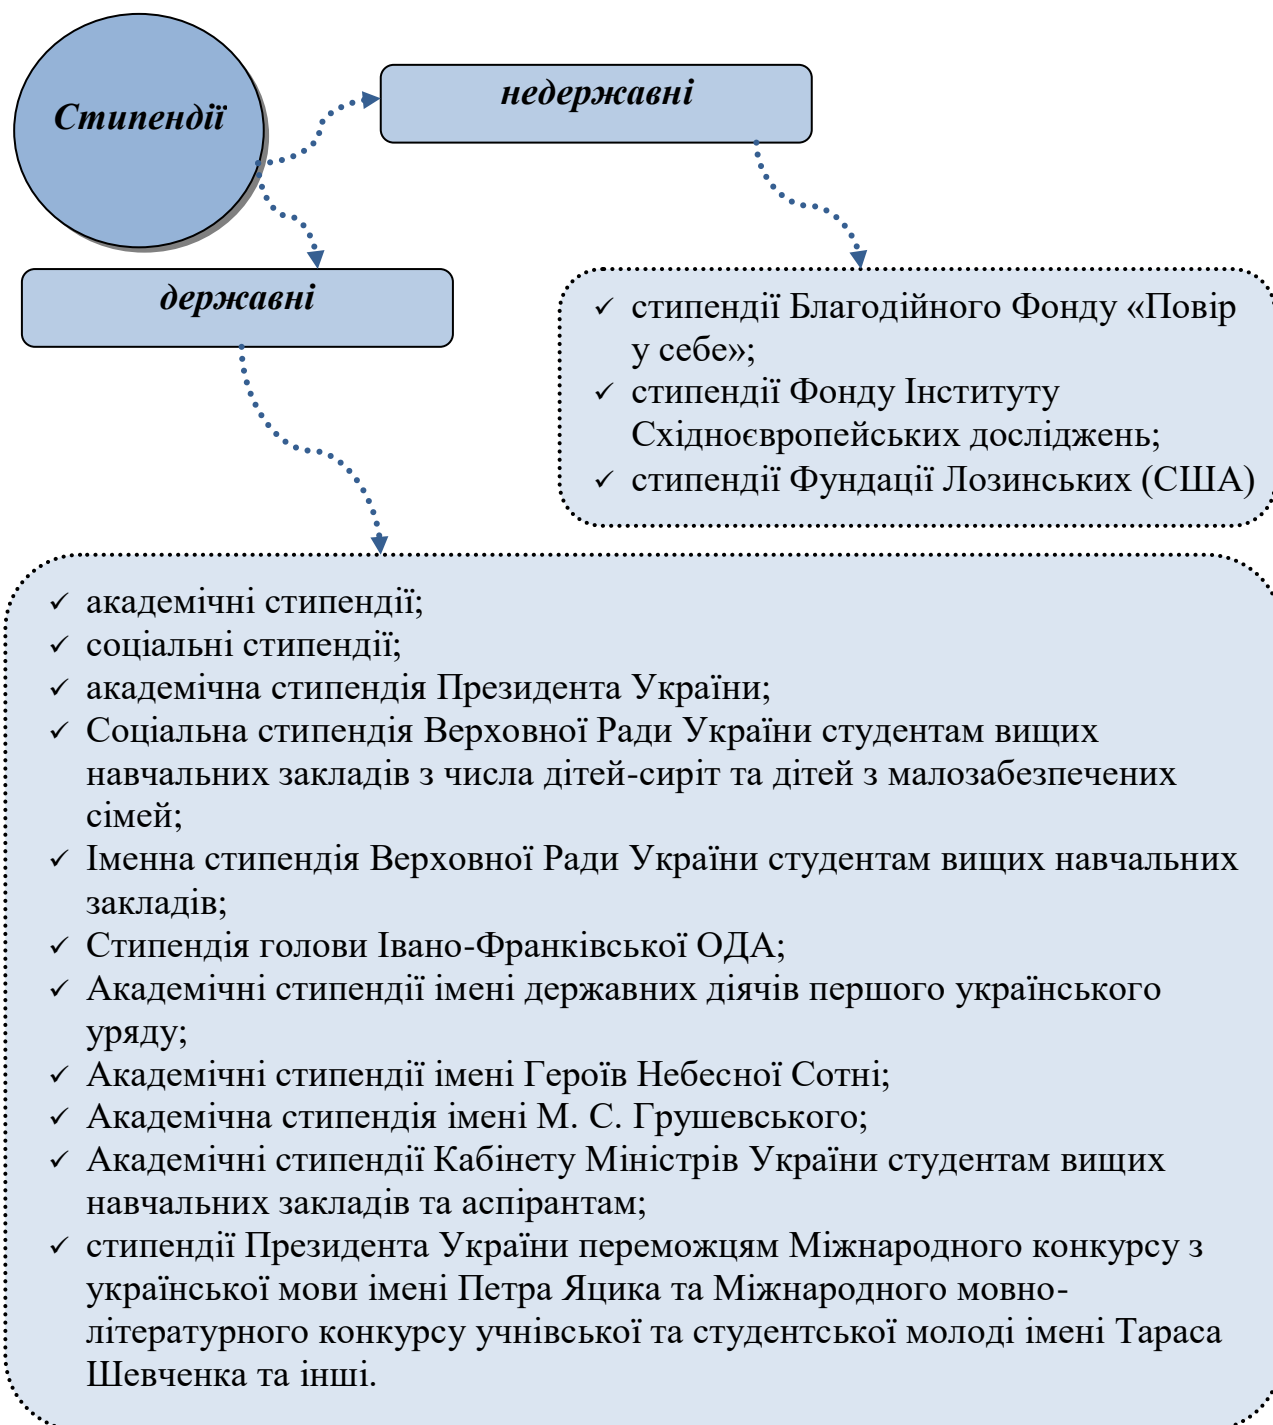 Стипендії
недержавні
державні
✓ стипендії Благодійного Фонду «Повір
у себе»;
✓ стипендії Фонду Інституту
Східноєвропейських досліджень;
✓ стипендії Фундації Лозинських (США)
✓ академічні стипендії;
✓ соціальні стипендії;
✓ академічна стипендія Президента України;
✓ Соціальна стипендія Верховної Ради України студентам вищих
навчальних закладів з числа дітей-сиріт та дітей з малозабезпечених
сімей;
✓ Іменна стипендія Верховної Ради України студентам вищих навчальних
закладів;
✓ Стипендія голови Івано-Франківської ОДА;
✓ Академічні стипендії імені державних діячів першого українського
уряду;
✓ Академічні стипендії імені Героїв Небесної Сотні;
✓ Академічна стипендія імені М. С. Грушевського;
✓ Академічні стипендії Кабінету Міністрів України студентам вищих
навчальних закладів та аспірантам;
✓ стипендії Президента України переможцям Міжнародного конкурсу з
української мови імені Петра Яцика та Міжнародного мовно-
літературного конкурсу учнівської та студентської молоді імені Тараса
Шевченка та інші.